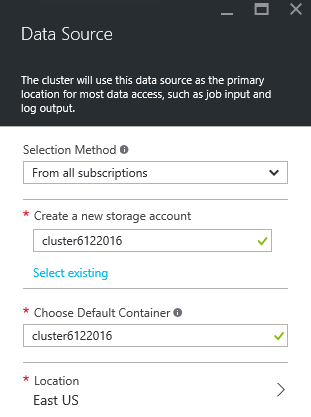 Data Source
The cluster will use this data source as the primary
location for most data access, such as job input and
log output.
Selection Method
From all subscriptions
* Create a new storage account
cluster6122016
Select existing
* Choose Default Container
cluster6122016
* Location
East US